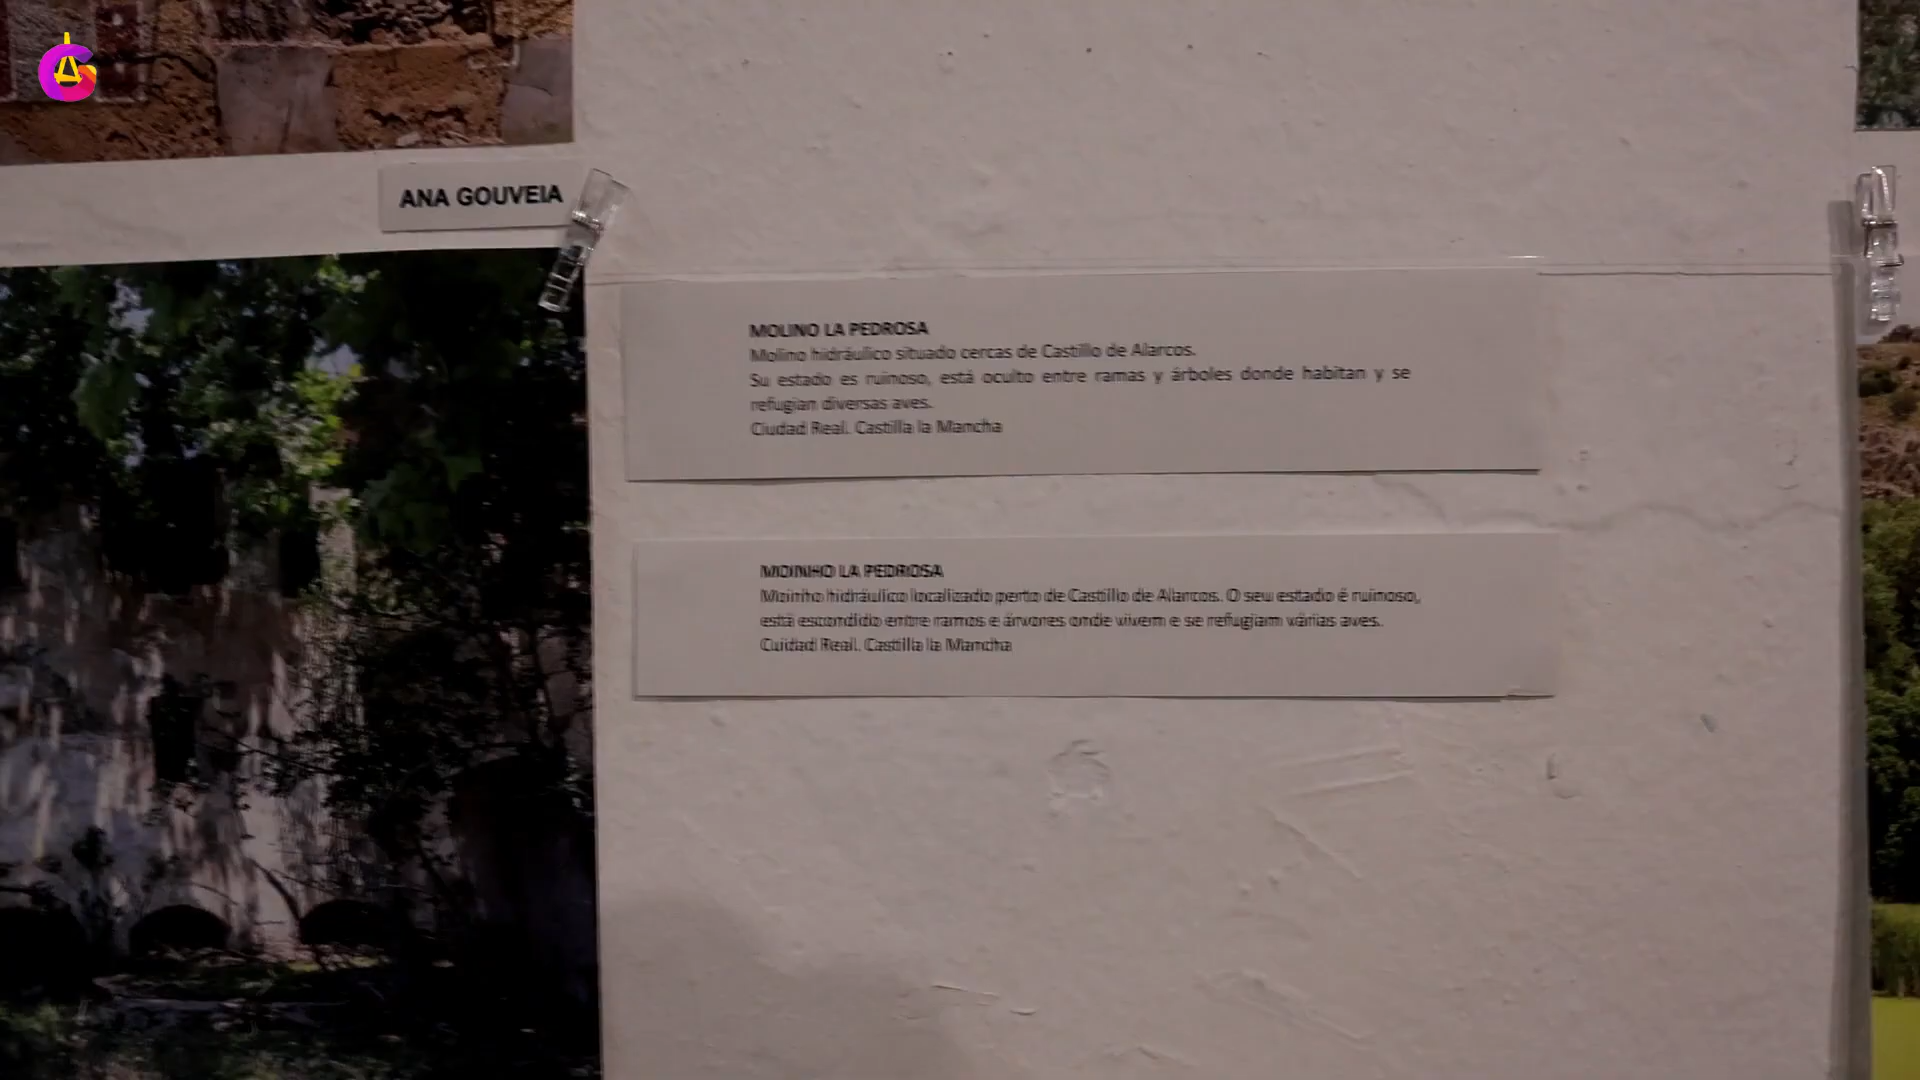 ANA GOUVEIA
MOLINO LA PEDROSA
Molino hidráulico situado cercas de Castillo de Alarcos.
Su estado es ruinoso, está oculto entre ramas y árboles donde habitan y se
refugian diversas aves.
Ciudad Real. Castilla la Mancha
MOINHO LA PEDROSA
Moinho hidráulico localizado perto de Castillo de Alarcos. O seu estado é ruinoso,
está escondido entre ramos e árvores onde vivem e se refugiam várias aves.
Cuidad Real. Castilla la Mancha